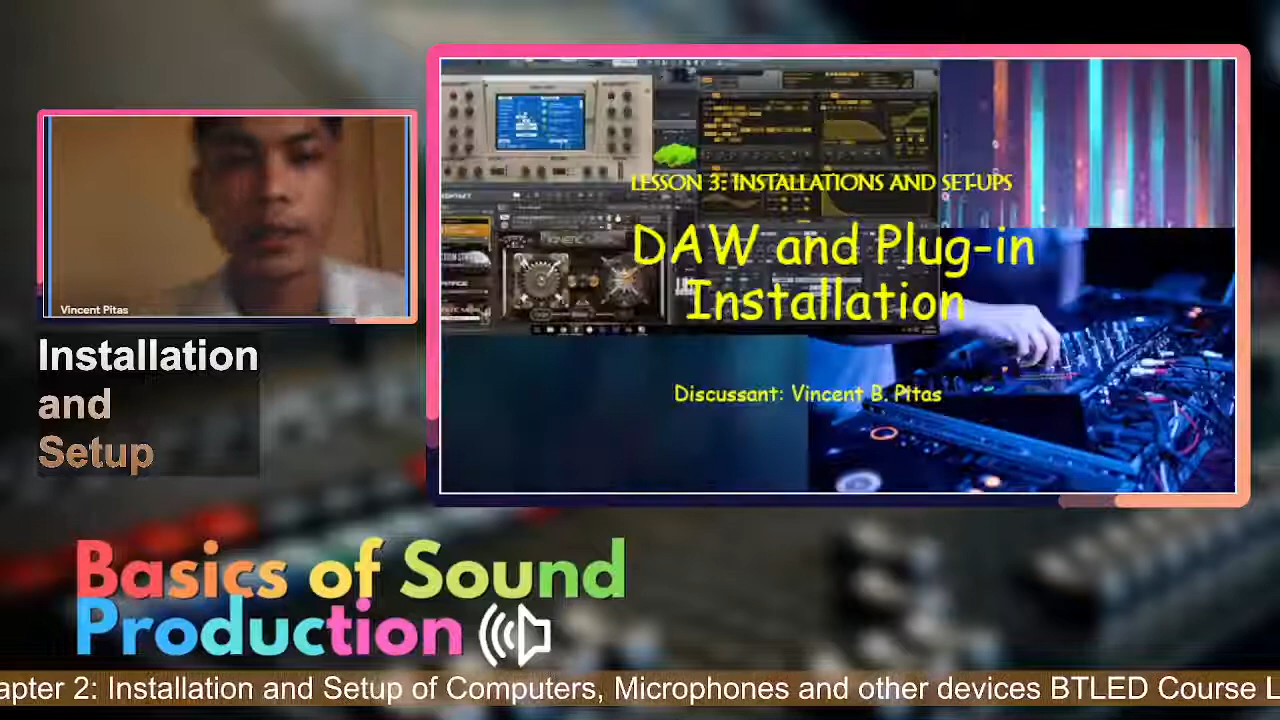 LESSON 3: INSTALLATIONS AND SET-UPS
DAW and Plug-in
Installation
Discussant: Vincent B. Pitas
Vincent Pitas
Installation
and
Setup
Basics of Sound
Production
apter 2: Installation and Setup of Computers, Microphones and other devices BTLED Course L